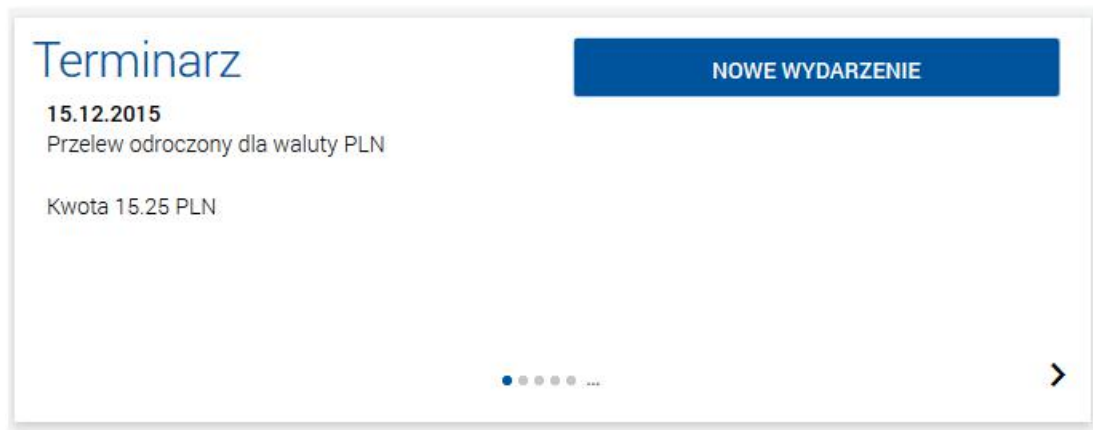 Terminarz
NOWE WYDARZENIE
15.12.2015
Przelew odroczony dla waluty PLN
Kwota 15.25 PLN
...